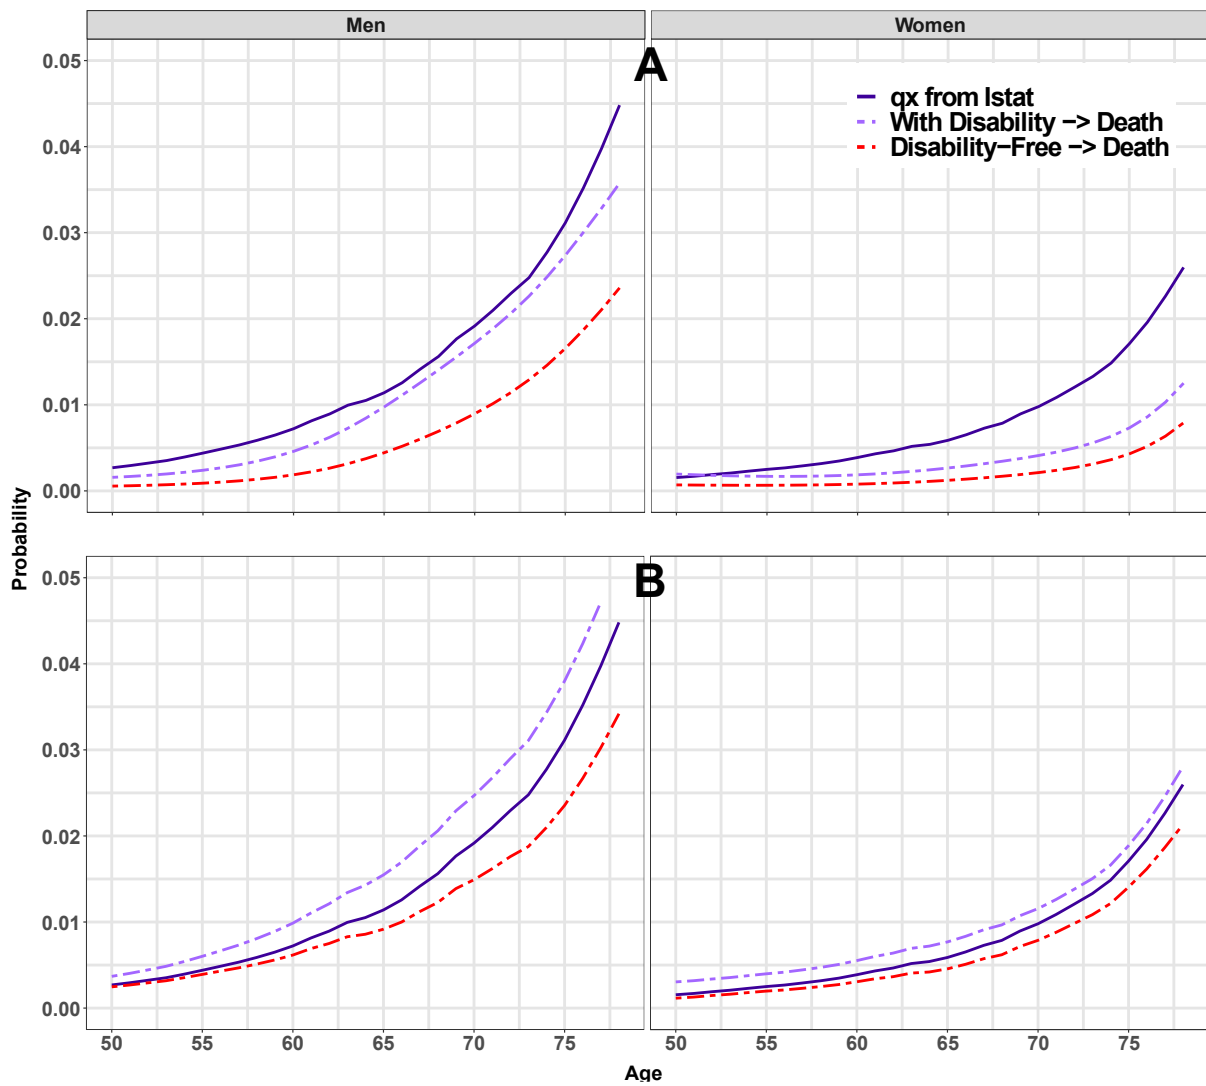 Men
Women
A
0.05
0.04
0.03
0.02
0.01
0.00
qx from Istat
With Disability −> Death
Disability−Free −> Death
Probability
B
0.05
0.04
0.03
0.02
0.01
0.00
50 55 60 65 70 75
50 55 60 65 70 75
Age